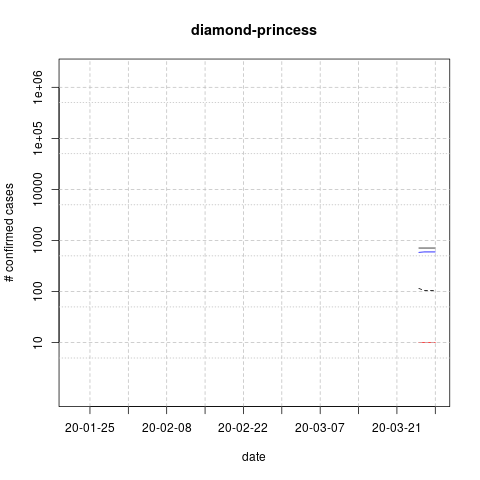 diamond-princess
# confirmed cases
1e+06
1e+05
10000
1000
100
10
20-01-25 20-02-08 20-02-22 20-03-07 20-03-21
date